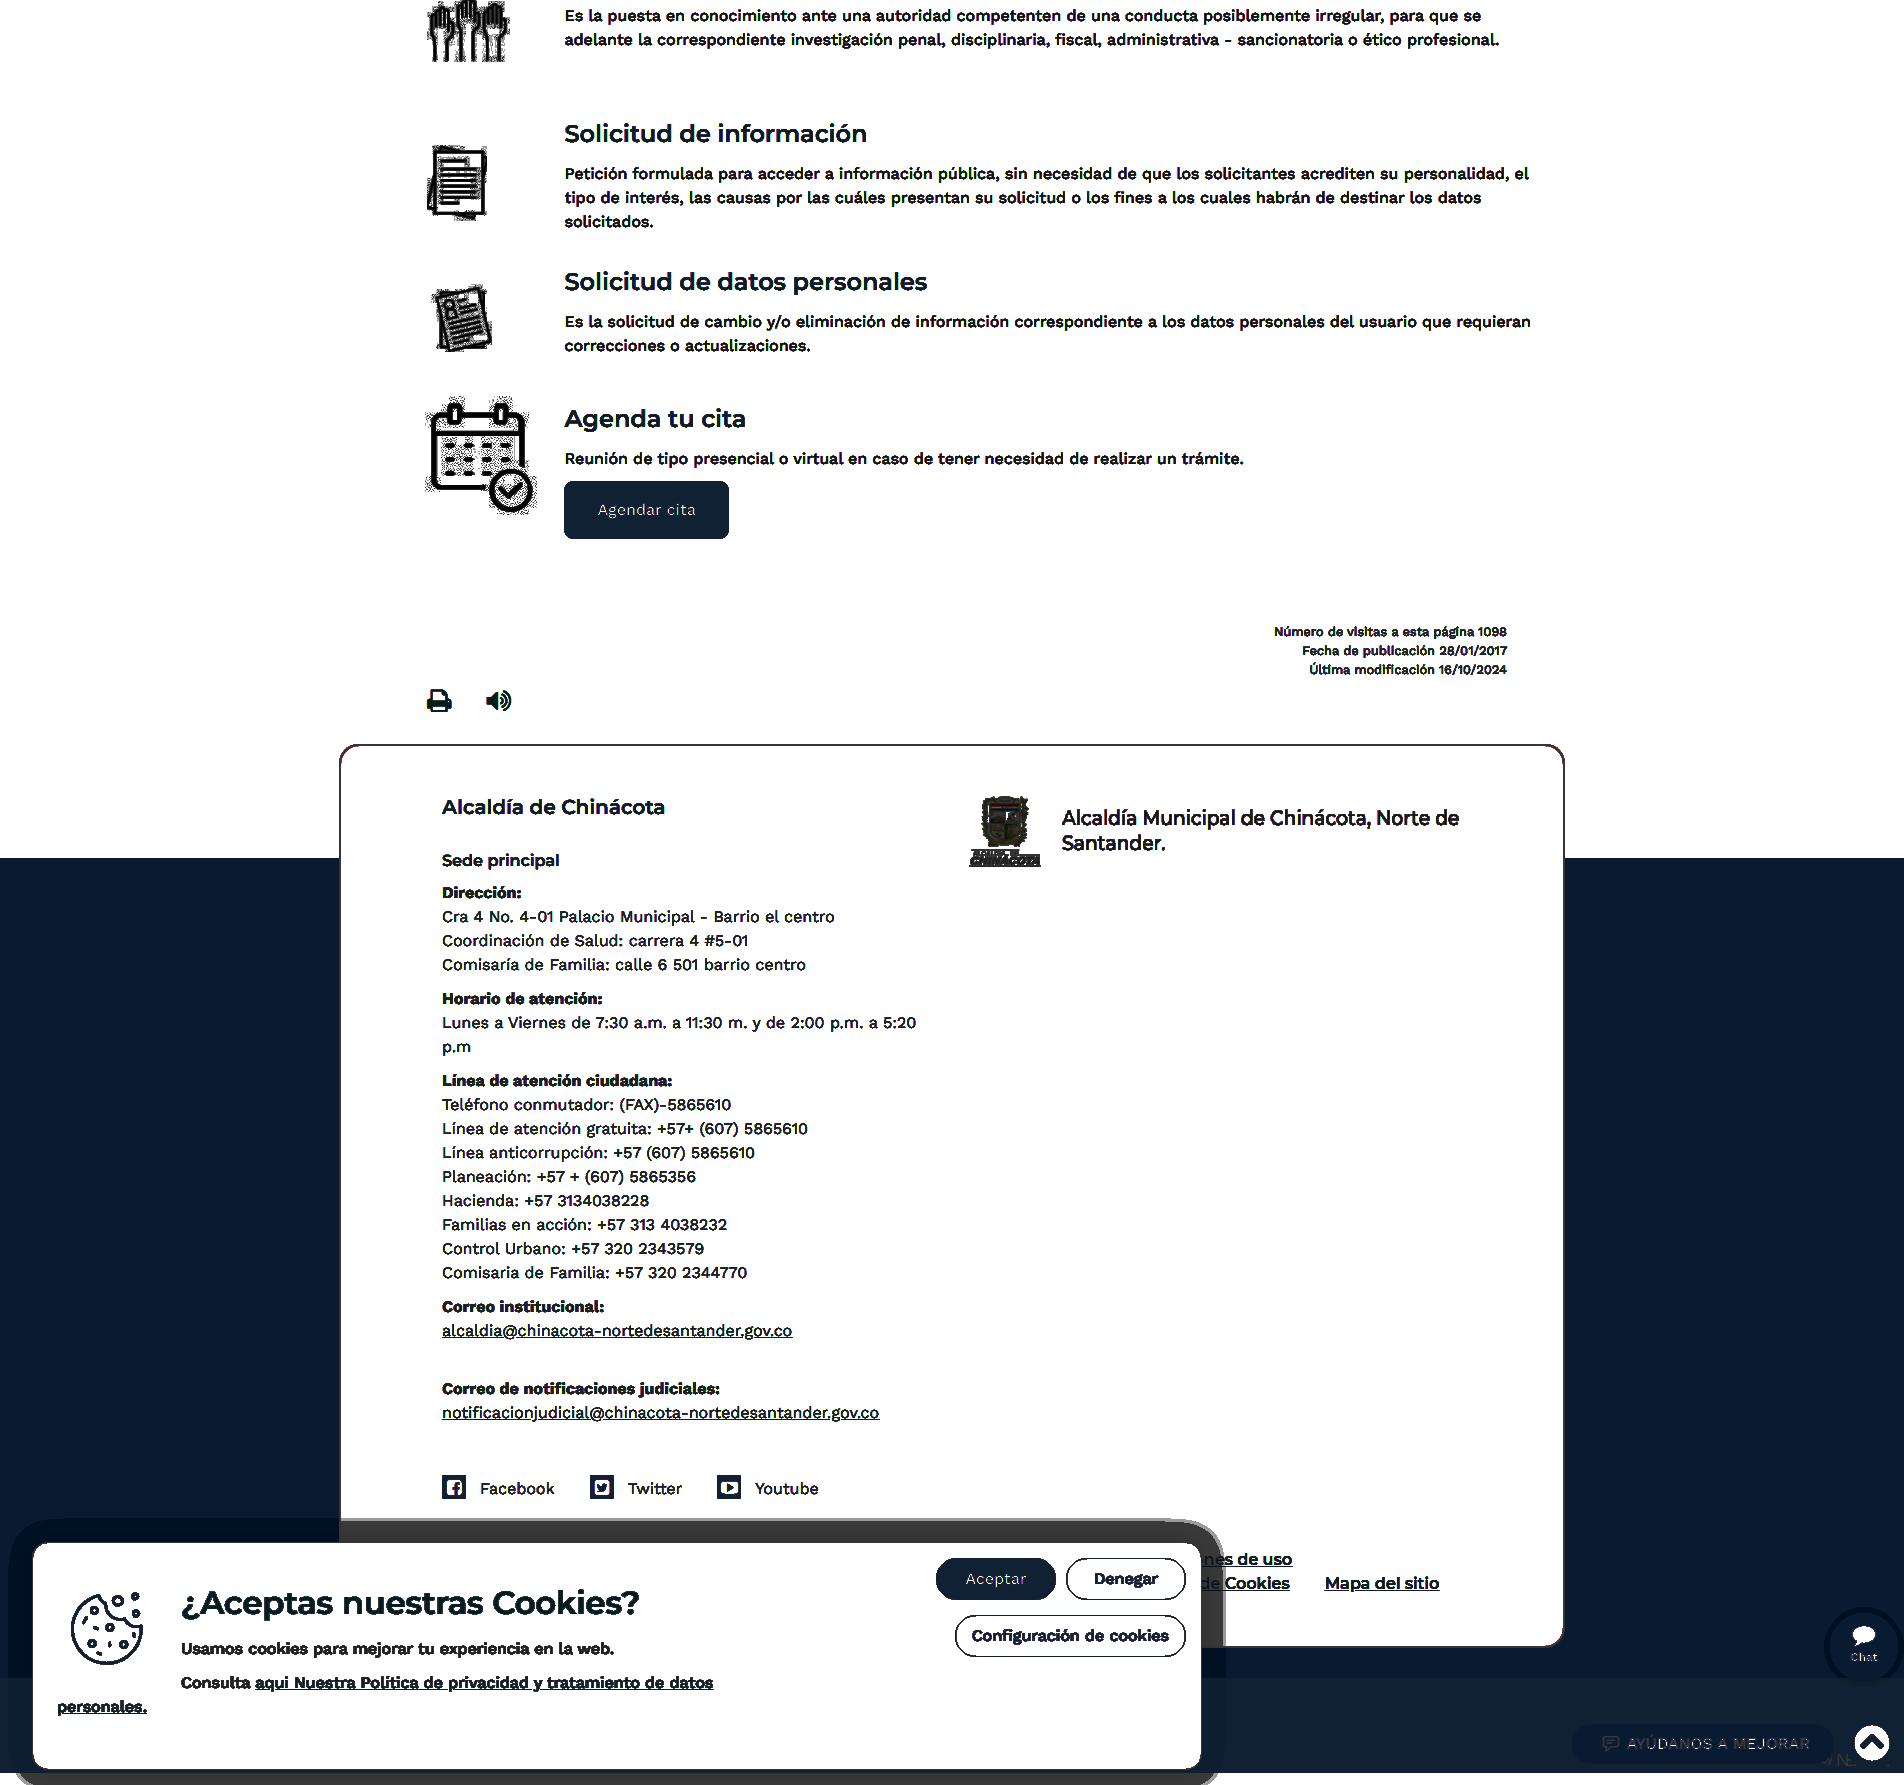 Es la puesta en conocimiento ante una autoridad competenten de una conducta posiblemente irregular, para que se
adelante la correspondiente investigación penal, disciplinaria, fiscal, administrativa - sancionatoria o ético profesional.
Solicitud de información
Petición formulada para acceder a información pública, sin necesidad de que los solicitantes acrediten su personalidad, el
tipo de interés, las causas por las cuáles presentan su solicitud o los fines a los cuales habrán de destinar los datos
solicitados.
Solicitud de datos personales
Es la solicitud de cambio y/o eliminación de información correspondiente a los datos personales del usuario que requieran
correcciones o actualizaciones.
Agenda tu cita
Reunión de tipo presencial o virtual en caso de tener necesidad de realizar un trámite.
Agendar cita
Número de visitas a esta página 1098
Fecha de publicación 28/01/2017
Última modificación 16/10/2024
Alcaldía de Chinácota
Sede principal
Dirección:
Cra 4 No. 4-01 Palacio Municipal - Barrio el centro
Coordinación de Salud: carrera 4 #5-01
Comisaría de Familia: calle 6 501 barrio centro
Horario de atención:
Lunes a Viernes de 7:30 a.m. a 11:30 m. y de 2:00 p.m. a 5:20
p.m
Línea de atención ciudadana:
Teléfono conmutador: (FAX)-5865610
Línea de atención gratuita: +57+ (607) 5865610
Línea anticorrupción: +57 (607) 5865610
Planeación: +57 + (607) 5865356
Hacienda: +57 3134038228
Familias en acción: +57 313 4038232
Control Urbano: +57 320 2343579
Comisaria de Familia: +57 320 2344770
Correo institucional:
alcaldia@chinacota-nortedesantander.gov.co
Correo de notificaciones judiciales:
notificacionjudicial@chinacota-nortedesantander.gov.co
Facebook Twitter Youtube
CHINÁCOTA
Alcaldía Municipal de Chinácota, Norte de
Santander.
nes de uso
de Cookies Mapa del sitio
¿Aceptas nuestras Cookies?
Usamos cookies para mejorar tu experiencia en la web.
Consulta aqui Nuestra Política de privacidad y tratamiento de datos
personales.
Aceptar Denegar
Configuración de cookies
Chat
AYÚDANOS A MEJORAR